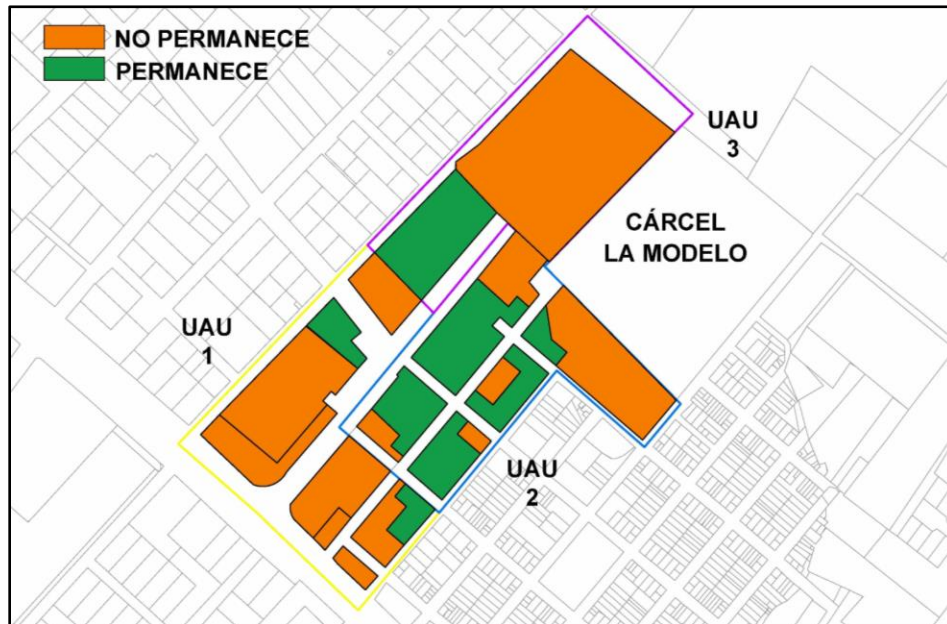 NO PERMANECE
PERMANECE
UAU
3
CÁRCEL
LA MODELO
UAU
1
UAU
2